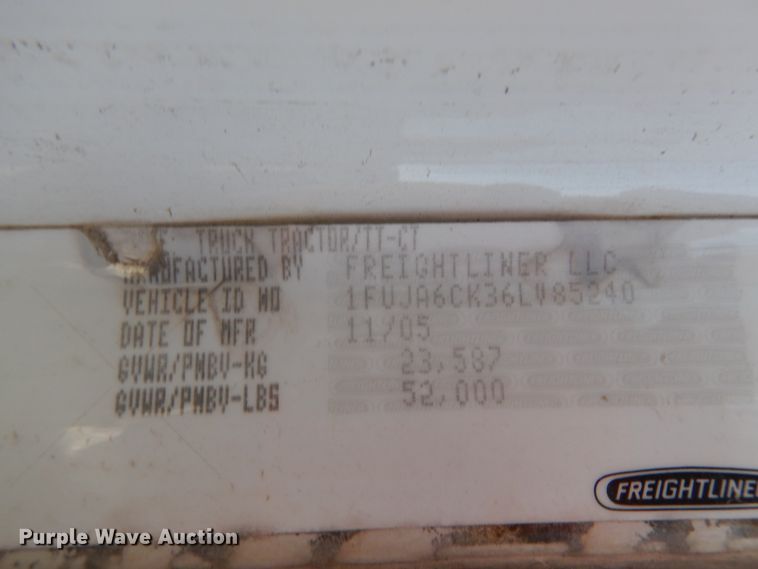 TRUCK TRACTOR/TT-CT
MANUFACTURED BY FREIGHTLINER LLC
VEHICLE ID NO 1FUJA6CK36LV85240
DATE OF MFR 11/05
GVWR/PNBV-KG 23,587
GVWR/PNBV-LBS 52,000
FREIGHTLINER
Purple Wave Auction